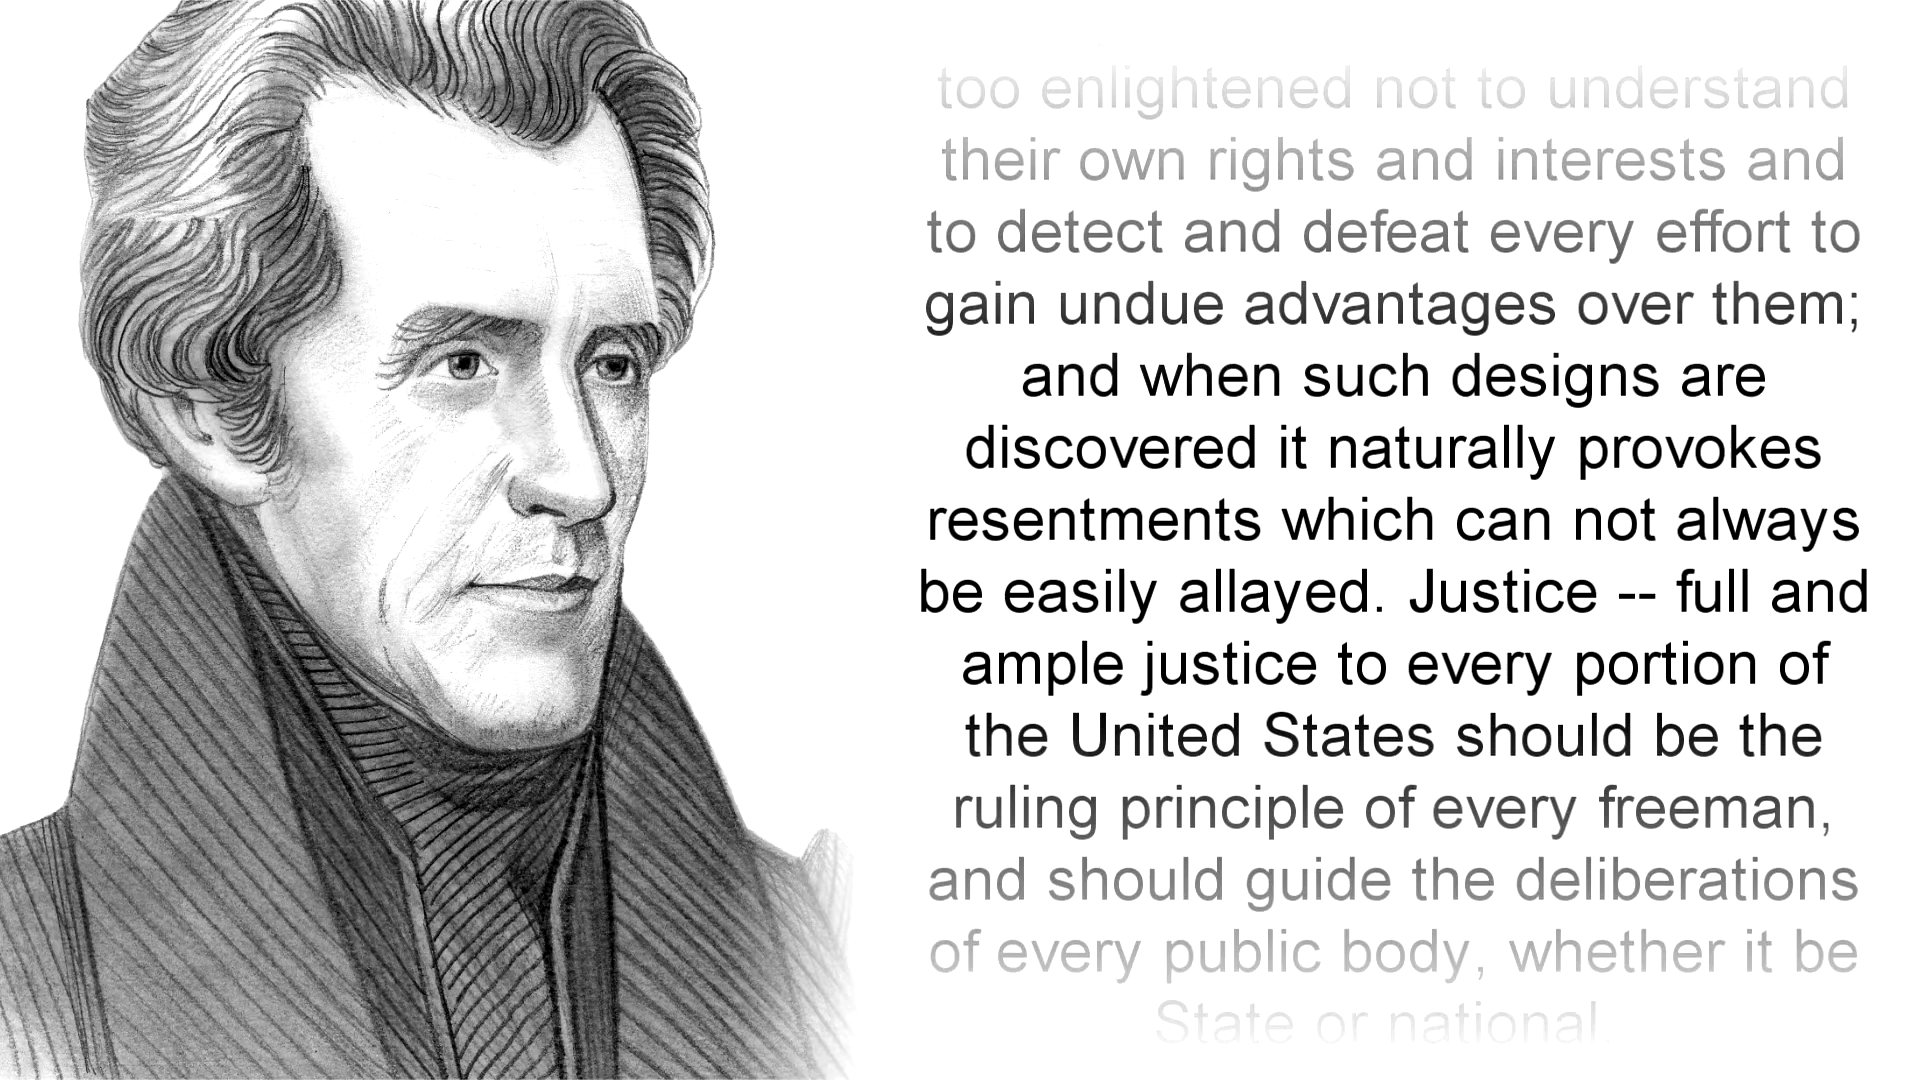 too enlightened not to understand
their own rights and interests and
to detect and defeat every effort to
gain undue advantages over them;
and when such designs are
discovered it naturally provokes
resentments which can not always
be easily allayed. Justice -- full and
ample justice to every portion of
the United States should be the
ruling principle of every freeman,
and should guide the deliberations
of every public body, whether it be
State or national.